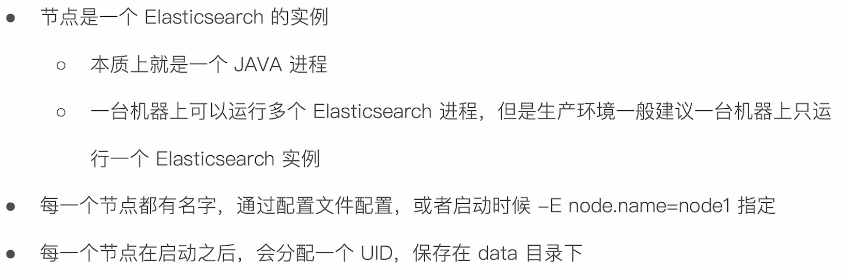 ● 节点是一个 Elasticsearch 的实例
○ 本质上就是一个 JAVA 进程
○ 一台机器上可以运行多个 Elasticsearch 进程，但是生产环境一般建议一台机器上只运
行一个 Elasticsearch 实例
● 每一个节点都有名字，通过配置文件配置，或者启动时候 –E node.name=node1 指定
● 每一个节点在启动之后，会分配一个 UID，保存在 data 目录下